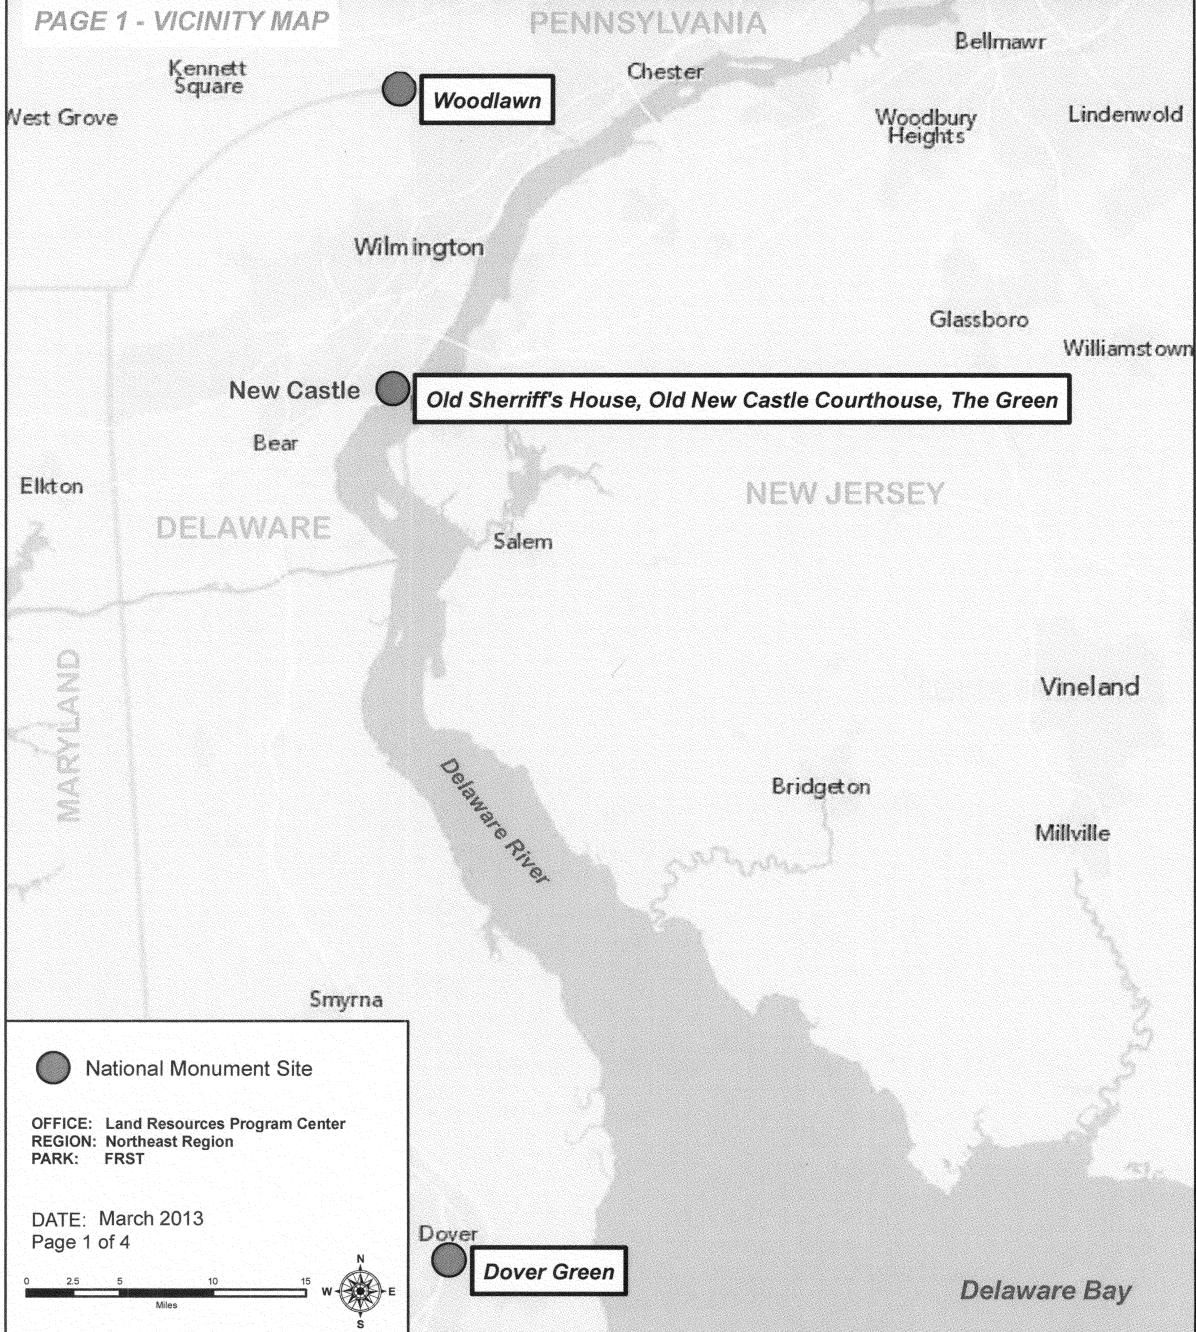 PAGE 1 - VICINITY MAP
PENNSYLVANIA
Bellmawr
Kennett
Square
Chester
Woodlawn
West Grove
Woodbury
Heights
Lindenwold
Wilmington
Glassboro
Williamstown
New Castle
Old Sherriff's House, Old New Castle Courthouse, The Green
Bear
Elkton
NEW JERSEY
DELAWARE
Salem
MARYLAND
Vineland
Delaware River
Bridgeton
Millville
Smyrna
National Monument Site
OFFICE: Land Resources Program Center
REGION: Northeast Region
PARK: FRST
DATE: March 2013
Page 1 of 4
0 2.5 5 10 15
Miles
N
W E
S
Dover
Dover Green
Delaware Bay